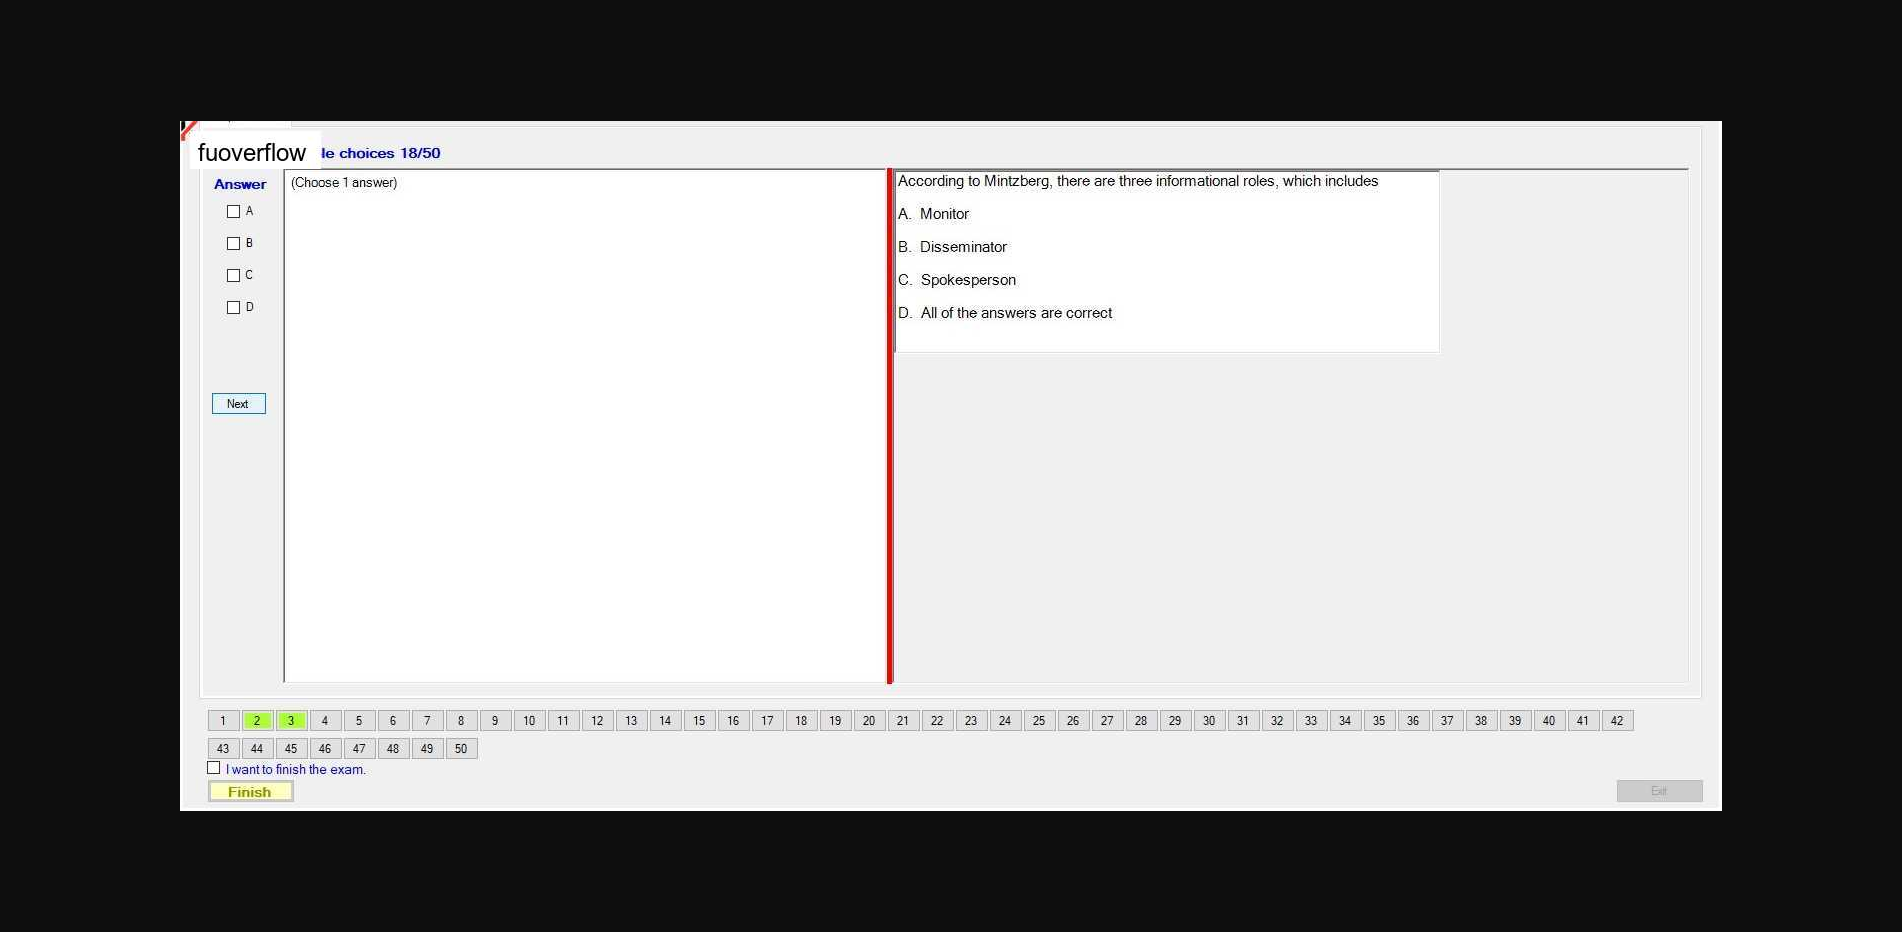 fuoverflow
le choices 18/50
Answer
(Choose 1 answer)
A
B
C
D
Next
According to Mintzberg, there are three informational roles, which includes
A. Monitor
B. Disseminator
C. Spokesperson
D. All of the answers are correct
1 2 3 4 5 6 7 8 9 10 11 12 13 14 15 16 17 18 19 20 21 22 23 24 25 26 27 28 29 30 31 32 33 34 35 36 37 38 39 40 41 42
43 44 45 46 47 48 49 50
I want to finish the exam.
Finish
Exit